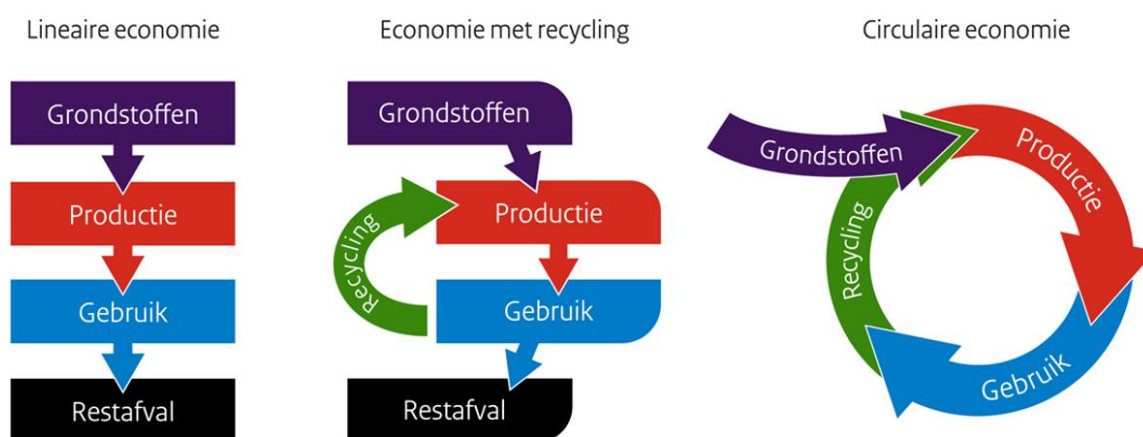 Lineaire economie
Grondstoffen
Productie
Gebruik
Restafval
Economie met recycling
Grondstoffen
Productie
Recycling
Gebruik
Restafval
Circulaire economie
Grondstoffen
Productie
Recycling
Gebruik